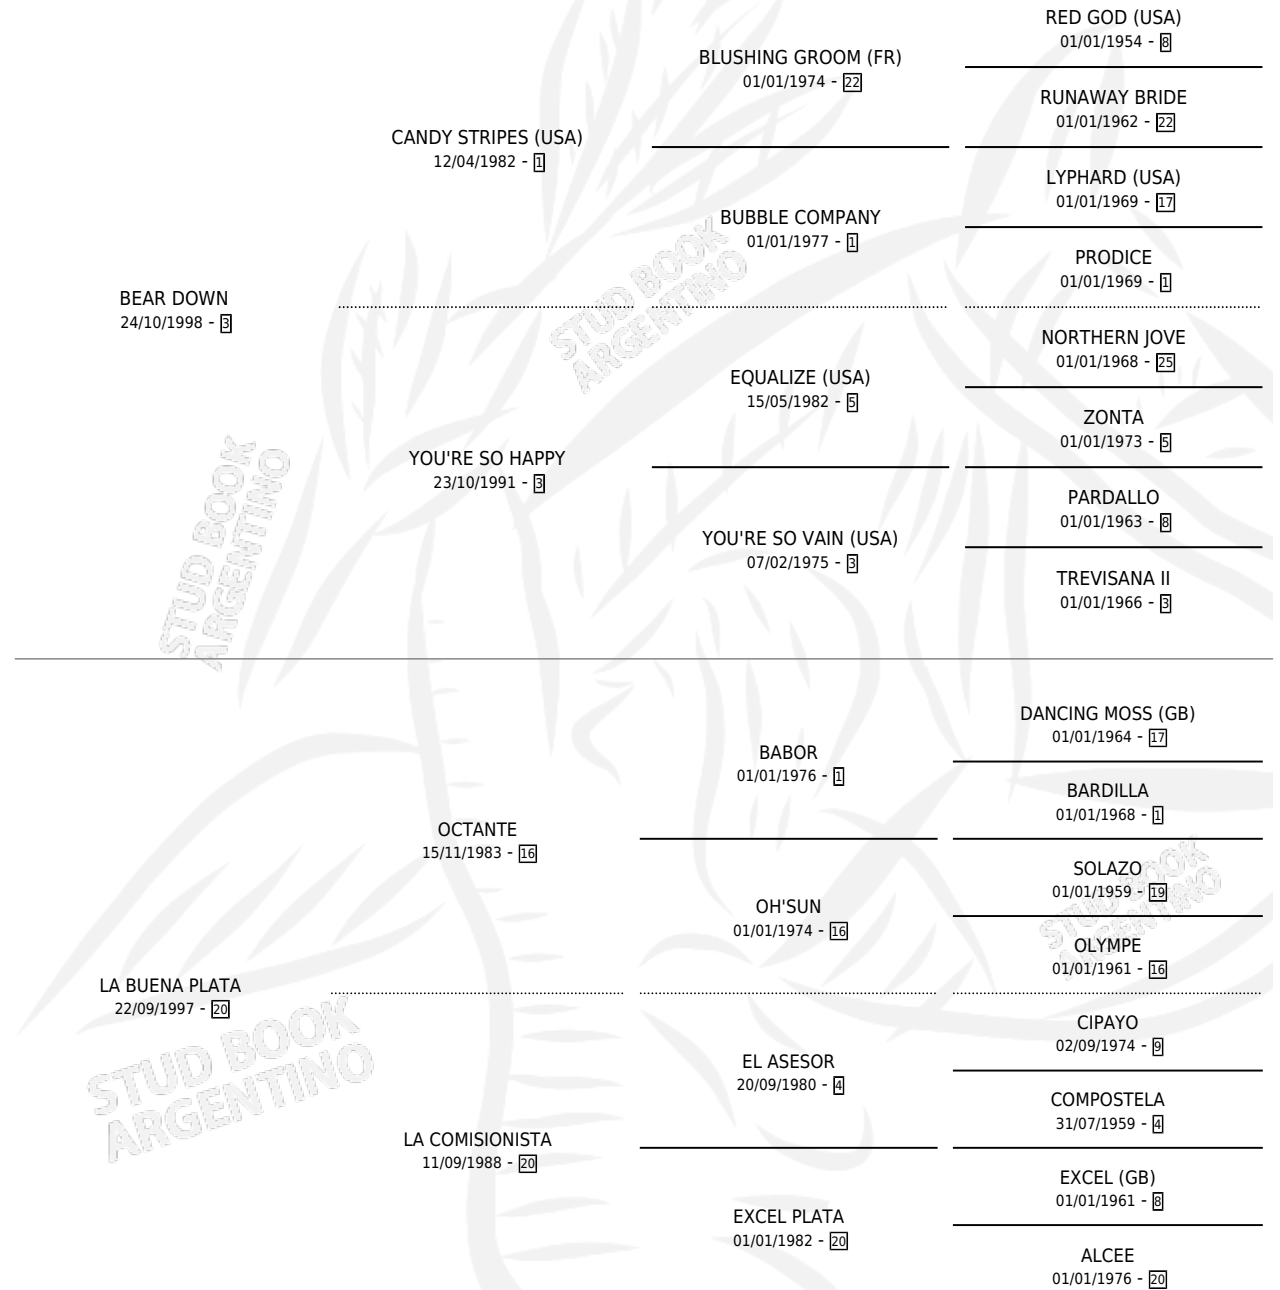 RED GOD (USA)
01/01/1954 - 8
BLUSHING GROOM (FR)
01/01/1974 - 22
RUNAWAY BRIDE
01/01/1962 - 22
CANDY STRIPES (USA)
12/04/1982 - 1
LYPHARD (USA)
01/01/1969 - 17
BUBBLE COMPANY
01/01/1977 - 1
PRODICE
01/01/1969 - 1
BEAR DOWN
24/10/1998 - 3
NORTHERN JOVE
01/01/1968 - 25
EQUALIZE (USA)
15/05/1982 - 5
ZONTA
01/01/1973 - 5
YOU'RE SO HAPPY
23/10/1991 - 3
PARDALLO
01/01/1963 - 8
YOU'RE SO VAIN (USA)
07/02/1975 - 3
TREVISANA II
01/01/1966 - 3
DANCING MOSS (GB)
01/01/1964 - 17
BABOR
01/01/1976 - 1
BARDILLA
01/01/1968 - 1
OCTANTE
15/11/1983 - 16
SOLAZO
01/01/1959 - 19
OH'SUN
01/01/1974 - 16
OLYMPE
01/01/1961 - 16
LA BUENA PLATA
22/09/1997 - 20
CIPAYO
02/09/1974 - 9
EL ASESOR
20/09/1980 - 4
COMPOSTELA
31/07/1959 - 4
LA COMISIONISTA
11/09/1988 - 20
EXCEL (GB)
01/01/1961 - 8
EXCEL PLATA
01/01/1982 - 20
ALCEE
01/01/1976 - 20
STUD BOOK
ARGENTINO
STUD BOOK
ARGENTINO
STUD BOOK
ARGENTINO
STUD BOOK
ARGENTINO